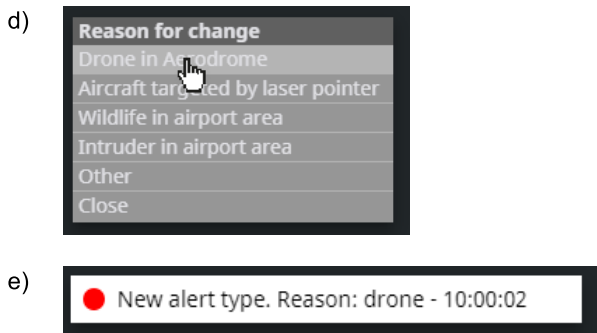 d)
Reason for change
Drone in Aerodrome
Aircraft targeted by laser pointer
Wildlife in airport area
Intruder in airport area
Other
Close
e)
New alert type. Reason: drone - 10:00:02